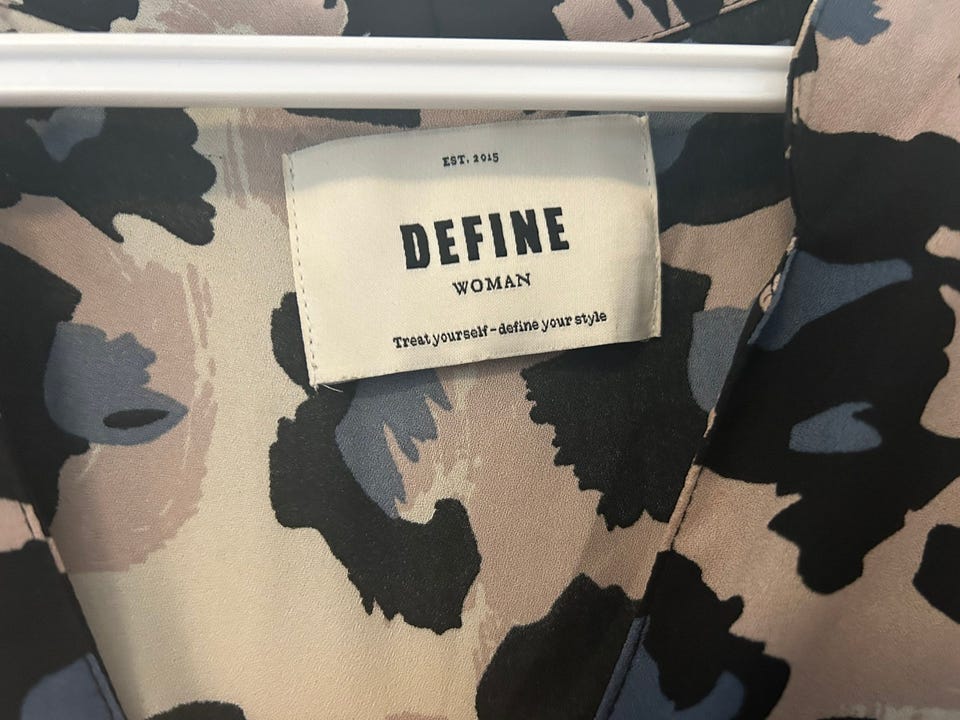 EST. 2015
DEFINE
WOMAN
Treat yourself - define your style